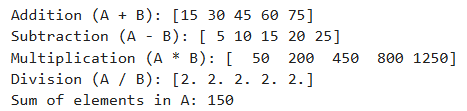 Addition (A + B): [15 30 45 60 75]
Subtraction (A - B): [ 5 10 15 20 25]
Multiplication (A * B): [  50  200  450  800 1250]
Division (A / B): [2. 2. 2. 2. 2.]
Sum of elements in A: 150